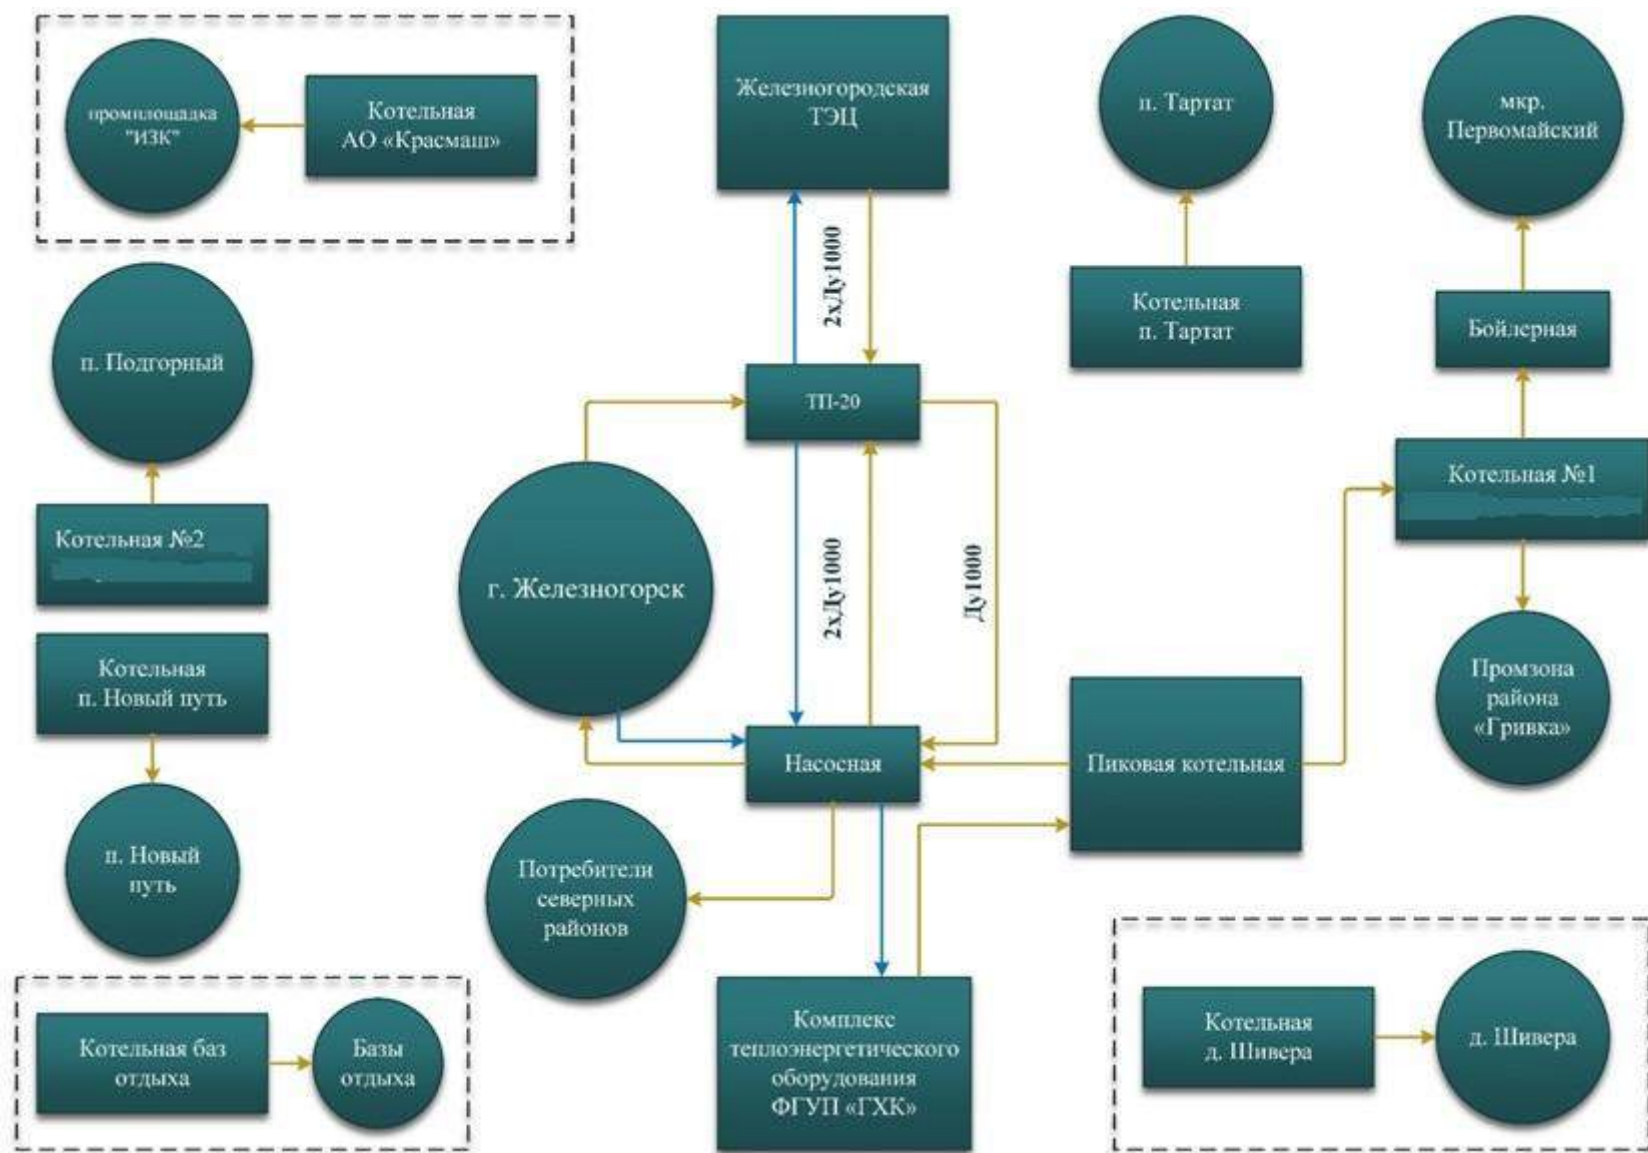 промплощадка
"ИЗК"
Котельная
АО «Красмаш»
Железногородская
ТЭЦ
п. Тартат
мкр.
Первомайский
2хДу1000
Котельная
п. Тартат
Бойлерная
п. Подгорный
ТП-20
Котельная №1
Котельная №2
г. Железногорск
2хДу1000
Ду1000
Котельная
п. Новый путь
Промзона
района
«Гривка»
Насосная
Пиковая котельная
п. Новый
путь
Потребители
северных
районов
Котельная баз
отдыха
Базы
отдыха
Комплекс
теплоэнергетического
оборудования
ФГУП «ГХК»
Котельная
д. Шивера
д. Шивера